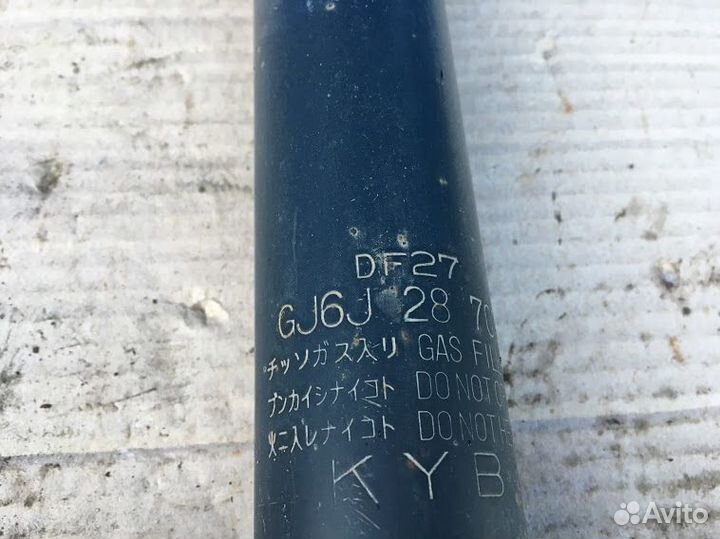 DF27
GJ6J 28 70
チッソガス入リ GAS FIL
ブンカイシナイコト DO NOT
火ニ入レナイコト DO NOT
KYB
Avito